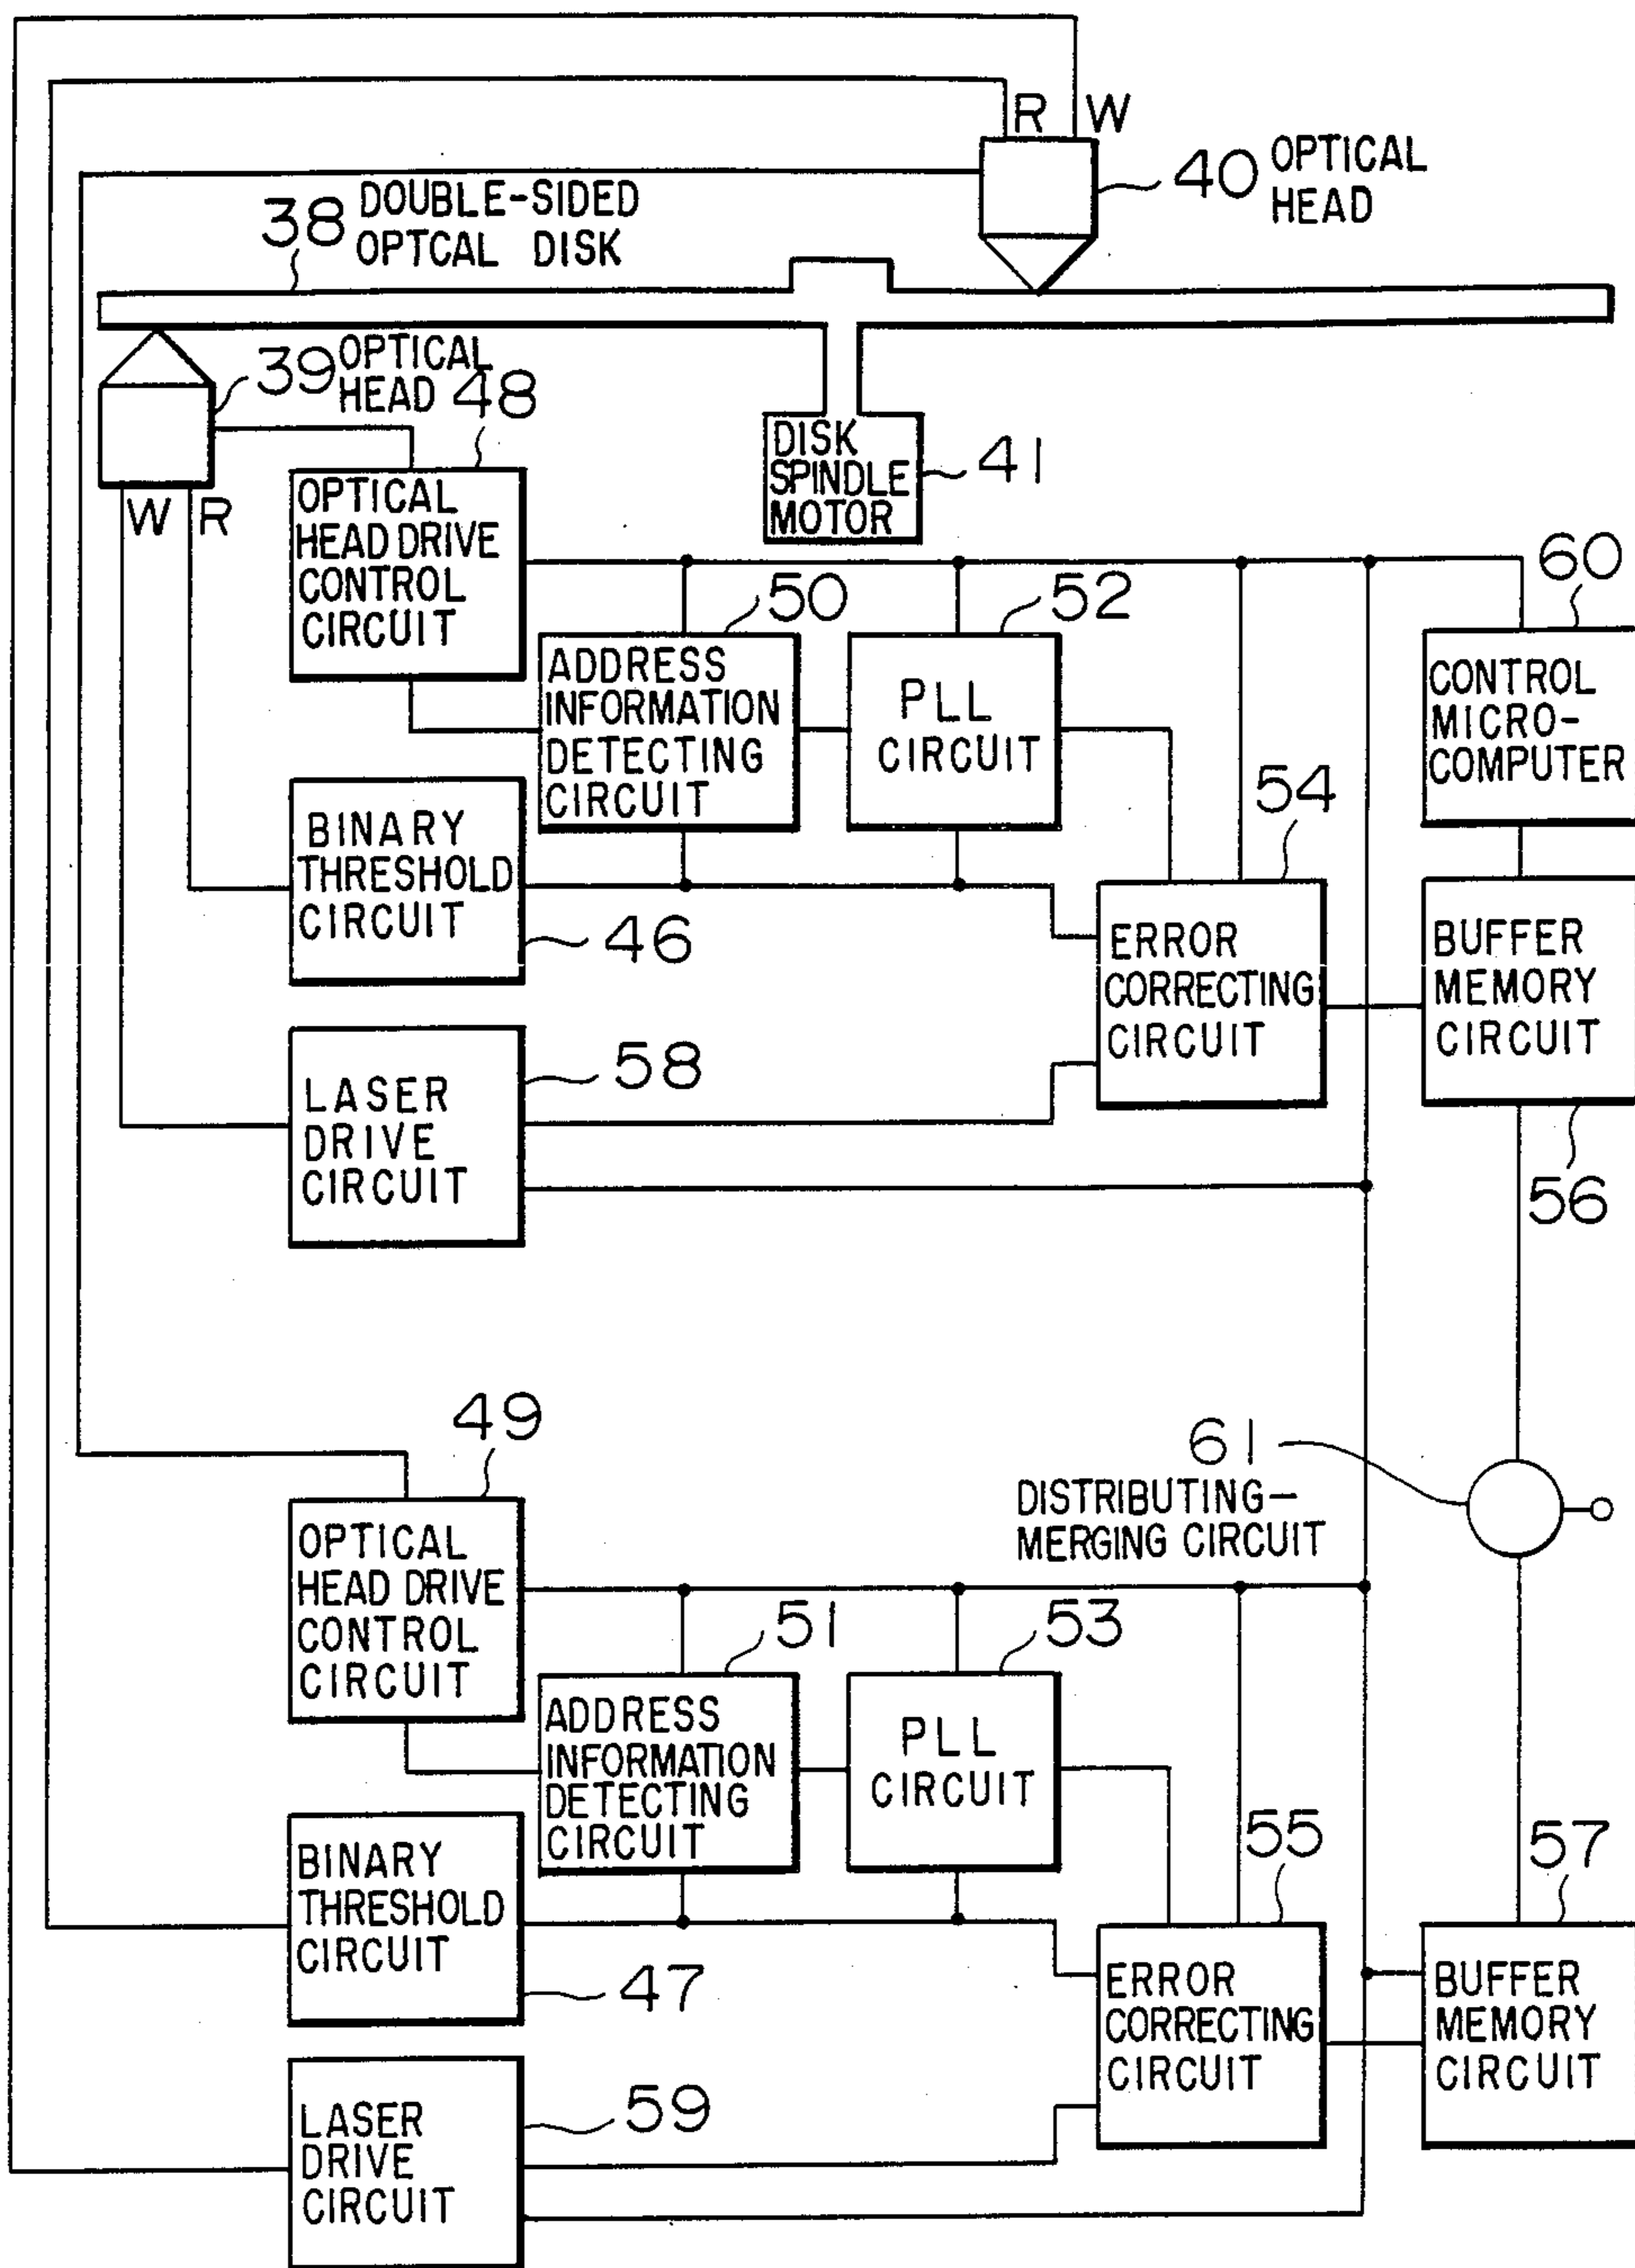 R W
40 OPTICAL
HEAD
38 DOUBLE-SIDED
OPTCAL DISK
39 OPTICAL
HEAD
48
W R
DISK
SPINDLE
MOTOR
41
OPTICAL
HEAD DRIVE
CONTROL
CIRCUIT
50
52
60
ADDRESS
INFORMATION
DETECTING
CIRCUIT
PLL
CIRCUIT
CONTROL
MICRO-
COMPUTER
BINARY
THRESHOLD
CIRCUIT
46
54
ERROR
CORRECTING
CIRCUIT
BUFFER
MEMORY
CIRCUIT
56
LASER
DRIVE
CIRCUIT
58
49
61
DISTRIBUTING-
MERGING CIRCUIT
OPTICAL
HEAD DRIVE
CONTROL
CIRCUIT
51
53
ADDRESS
INFORMATION
DETECTING
CIRCUIT
PLL
CIRCUIT
BINARY
THRESHOLD
CIRCUIT
47
55
57
ERROR
CORRECTING
CIRCUIT
BUFFER
MEMORY
CIRCUIT
LASER
DRIVE
CIRCUIT
59